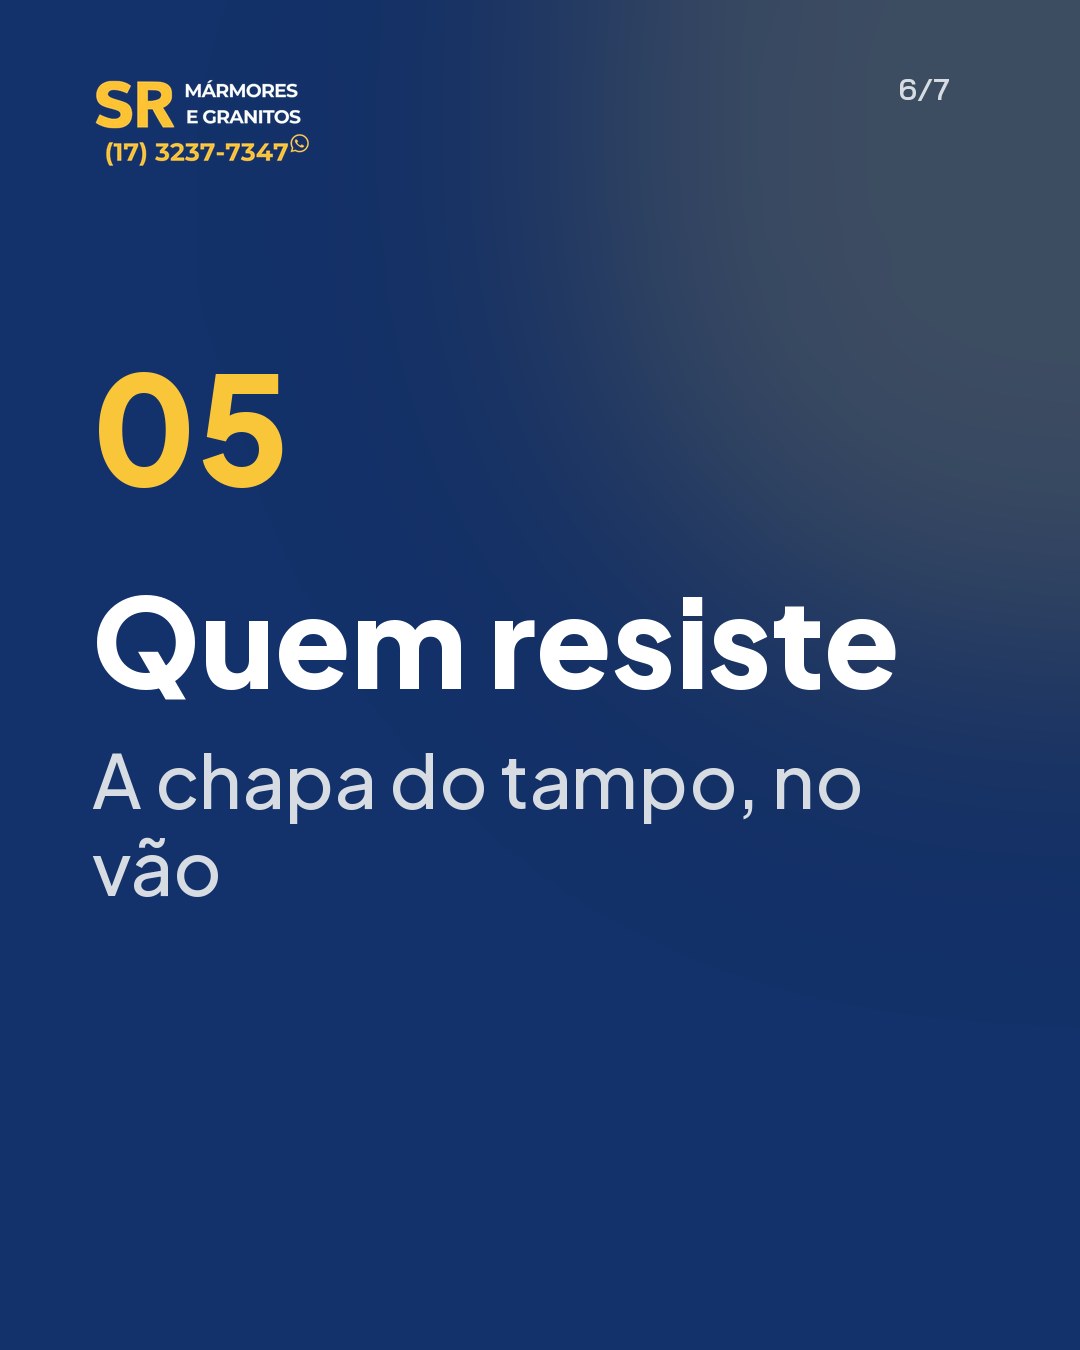 SR MÁRMORES
E GRANITOS
(17) 3237-7347
6/7
05
Quem resiste
A chapa do tampo, no
vão